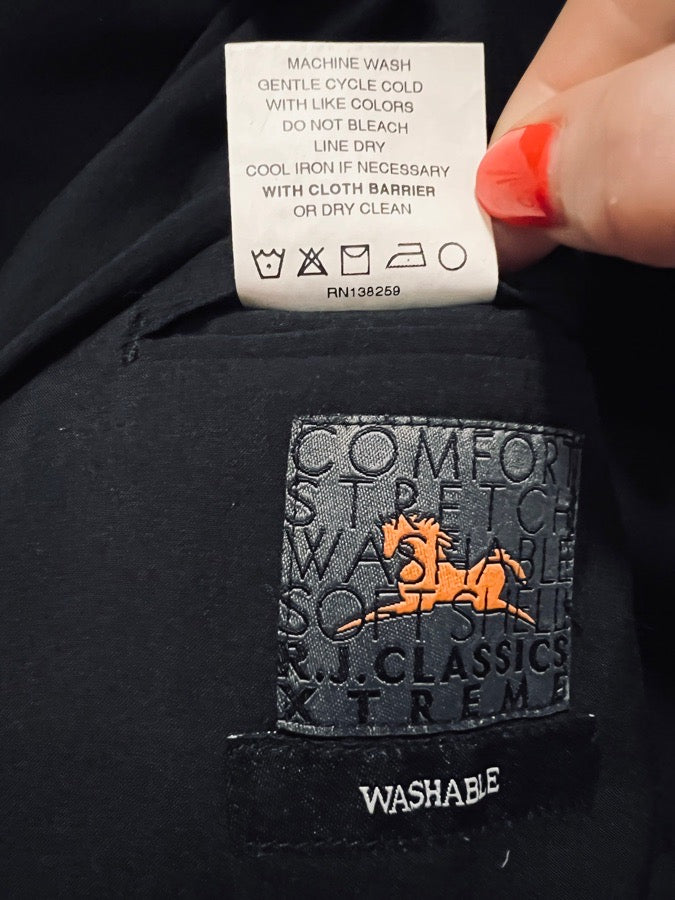 MACHINE WASH
GENTLE CYCLE COLD
WITH LIKE COLORS
DO NOT BLEACH
LINE DRY
COOL IRON IF NECESSARY
WITH CLOTH BARRIER
OR DRY CLEAN
RN138259
COMFORT
STRETCH
WASHABLE
SOFT SHELL
R.J. CLASSICS
XTREME
WASHABLE